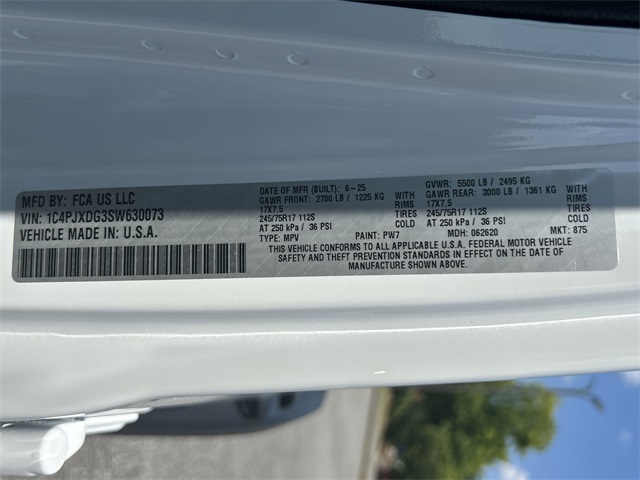 MFD BY: FCA US LLC
VIN: 1C4PJXDG3SW630073
VEHICLE MADE IN: U.S.A.
DATE OF MFR (BUILT): 6-25
GAWR FRONT: 2700 LB / 1225 KG WITH
17X7.5 RIMS
245/75R17 112S TIRES
AT 250 kPa / 36 PSI COLD
TYPE: MPV PAINT: PW7
GVWR: 5500 LB / 2495 KG
GAWR REAR: 3000 LB / 1361 KG WITH
17X7.5 RIMS
245/75R17 112S TIRES
AT 250 kPa / 36 PSI COLD
MDH: 062620 MKT: 875
THIS VEHICLE CONFORMS TO ALL APPLICABLE U.S.A. FEDERAL MOTOR VEHICLE
SAFETY AND THEFT PREVENTION STANDARDS IN EFFECT ON THE DATE OF
MANUFACTURE SHOWN ABOVE.